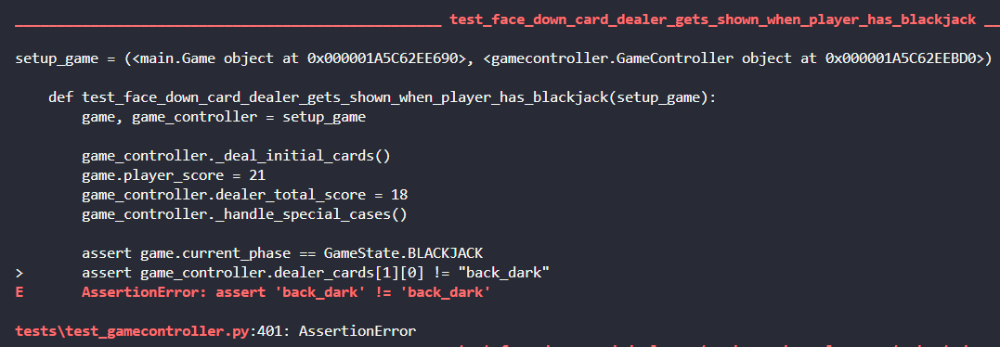 ________________________________________________ test_face_down_card_dealer_gets_shown_when_player_has_blackjack __
setup_game = (<main.Game object at 0x000001A5C62EE690>, <gamecontroller.GameController object at 0x000001A5C62EEBD0>)
def test_face_down_card_dealer_gets_shown_when_player_has_blackjack(setup_game):
game, game_controller = setup_game
game_controller._deal_initial_cards()
game.player_score = 21
game_controller.dealer_total_score = 18
game_controller._handle_special_cases()
assert game.current_phase == GameState.BLACKJACK
> assert game_controller.dealer_cards[1][0] != "back_dark"
E AssertionError: assert 'back_dark' != 'back_dark'
tests\test_gamecontroller.py:401: AssertionError